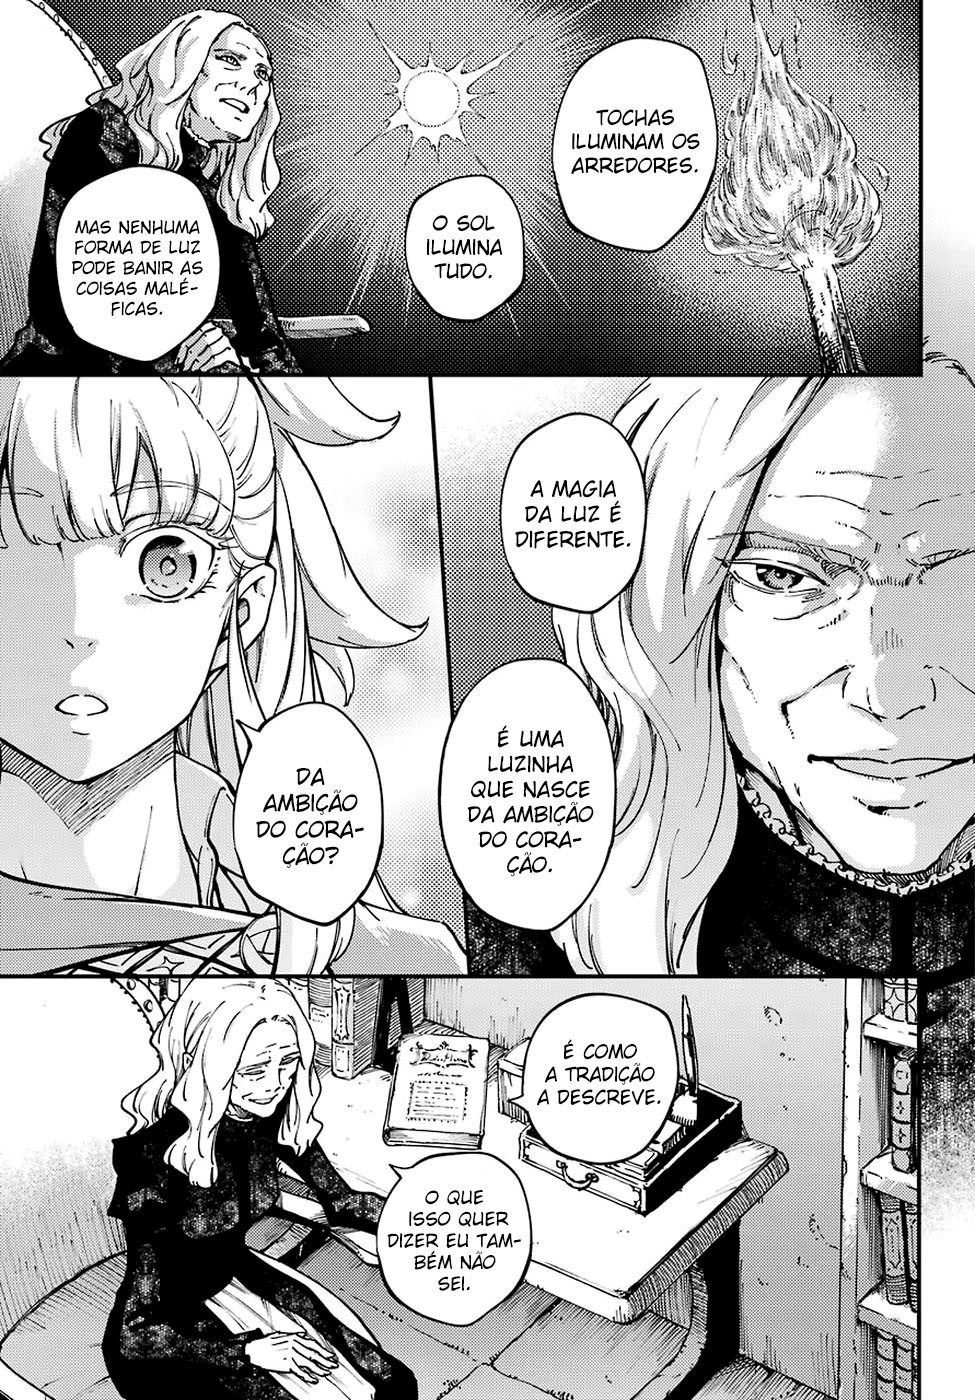 TOCHAS
ILUMINAM OS
ARREDORES.
O SOL
ILUMINA
TUDO.
MAS NENHUMA
FORMA DE LUZ
PODE BANIR AS
COISAS MALÉ-
FICAS.
A MAGIA
DA LUZ É
DIFERENTE.
É UMA
LUZINHA
QUE NASCE
DA AMBIÇÃO
DO CORA-
ÇÃO.
DA
AMBIÇÃO
DO CORA-
ÇÃO?
É COMO
A TRADIÇÃO
A DESCREVE.
O QUE
ISSO QUER
DIZER EU TAM-
BÉM NÃO
SEI.